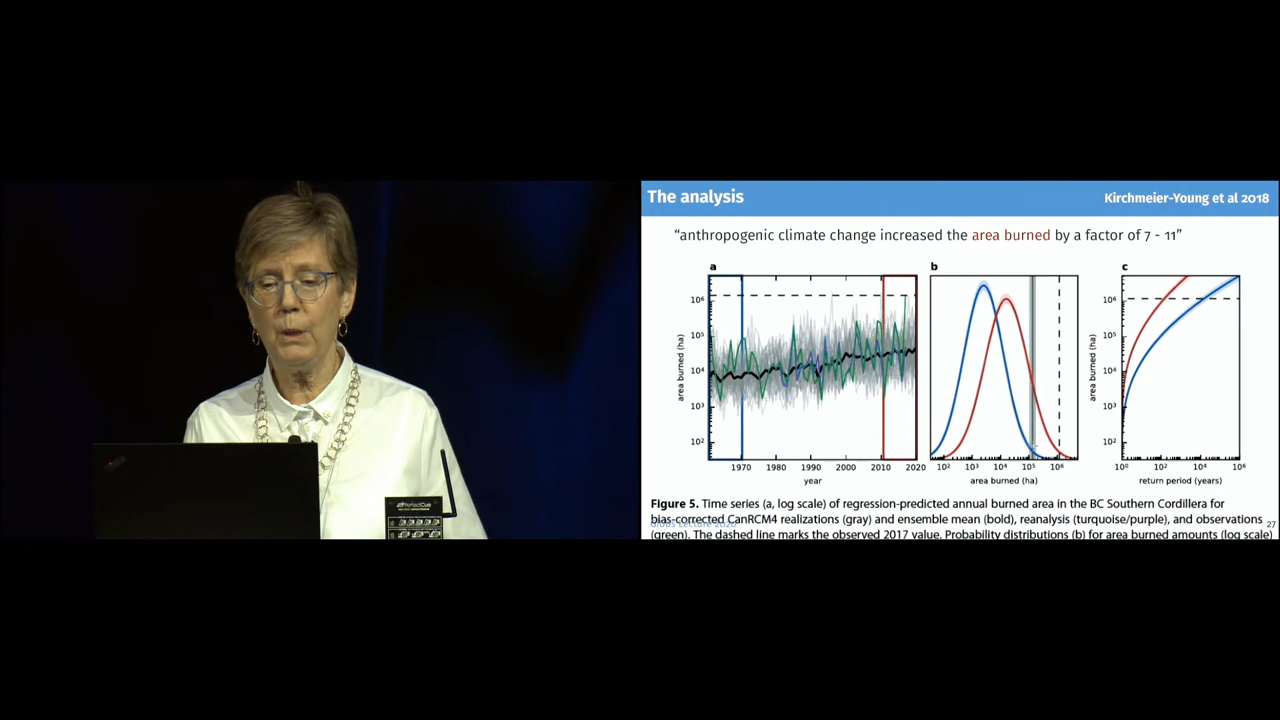 The analysis
Kirchmeier-Young et al 2018
“anthropogenic climate change increased the area burned by a factor of 7 - 11”
a
b
c
area burned (ha)
10⁶
10⁵
10⁴
10³
10²
1970 1980 1990 2000 2010 2020
year
10² 10³ 10⁴ 10⁵ 10⁶
area burned (ha)
area burned (ha)
10⁶
10⁵
10⁴
10³
10²
10⁰ 10² 10⁴ 10⁶
return period (years)
Figure 5. Time series (a, log scale) of regression-predicted annual burned area in the BC Southern Cordillera for
bias-corrected CanRCM4 realizations (gray) and ensemble mean (bold), reanalysis (turquoise/purple), and observations
(green). The dashed line marks the observed 2017 value. Probability distributions (b) for area burned amounts (log scale)
27
PerfectCue